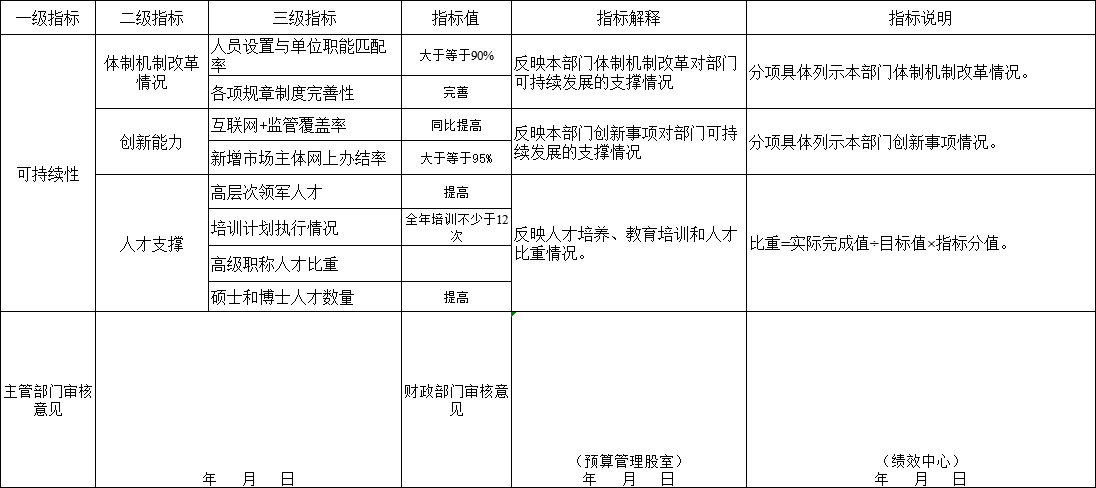 一级指标 二级指标 三级指标 指标值 指标解释 指标说明
可持续性
体制机制改革
情况
人员设置与单位职能匹配
率
大于等于90%
反映本部门体制机制改革对部门
可持续发展的支撑情况
分项具体列示本部门体制机制改革情况。
各项规章制度完善性
完善
创新能力
互联网+监管覆盖率
同比提高
反映本部门创新事项对部门可持
续发展的支撑情况
分项具体列示本部门创新事项情况。
新增市场主体网上办结率
大于等于95%
人才支撑
高层次领军人才
提高
反映人才培养、教育培训和人才
比重情况。
比重=实际完成值÷目标值×指标分值。
培训计划执行情况
全年培训不少于12
次
高级职称人才比重
硕士和博士人才数量
提高
主管部门审核
意见
年 月 日
财政部门审核意
见
（预算管理股室）
年 月 日
（绩效中心）
年 月 日